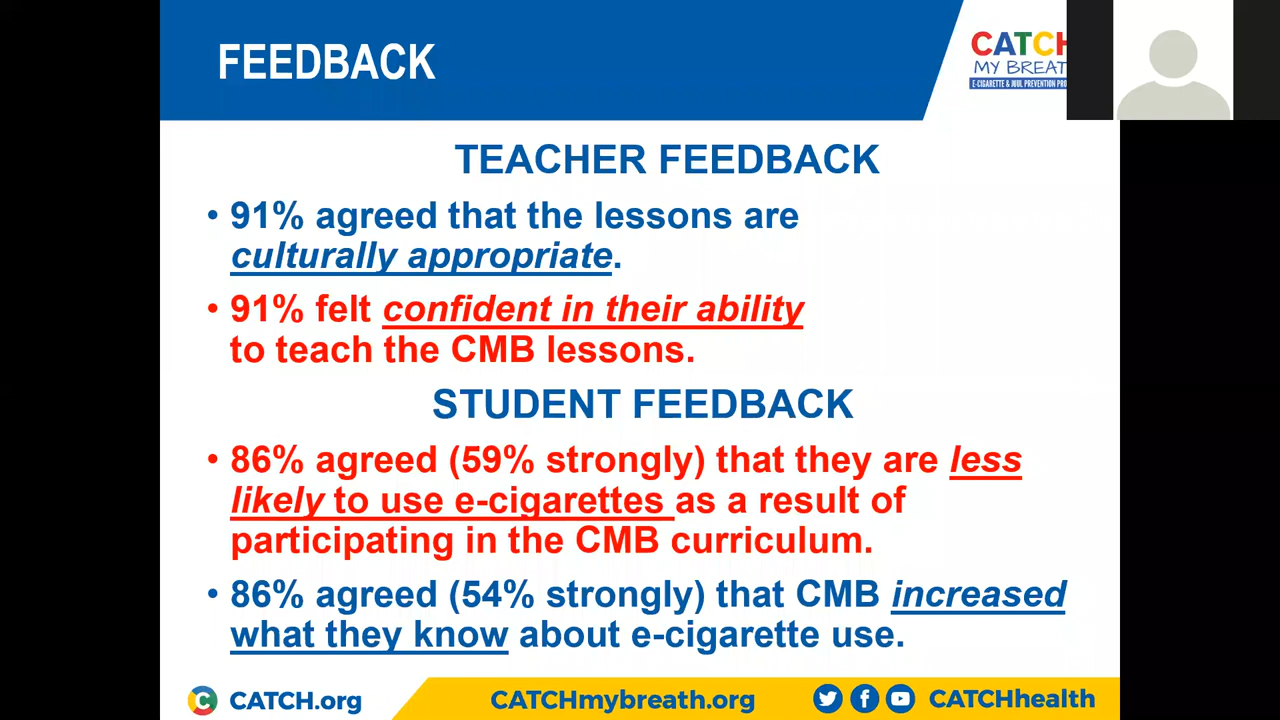 FEEDBACK
CATCH
MY BREAT
E-CIGARETTE & JUUL PREVENTION PRO
TEACHER FEEDBACK
• 91% agreed that the lessons are
culturally appropriate.
• 91% felt confident in their ability
to teach the CMB lessons.
STUDENT FEEDBACK
• 86% agreed (59% strongly) that they are less
likely to use e-cigarettes as a result of
participating in the CMB curriculum.
• 86% agreed (54% strongly) that CMB increased
what they know about e-cigarette use.
CATCH.org
CATCHmybreath.org
CATCHhealth